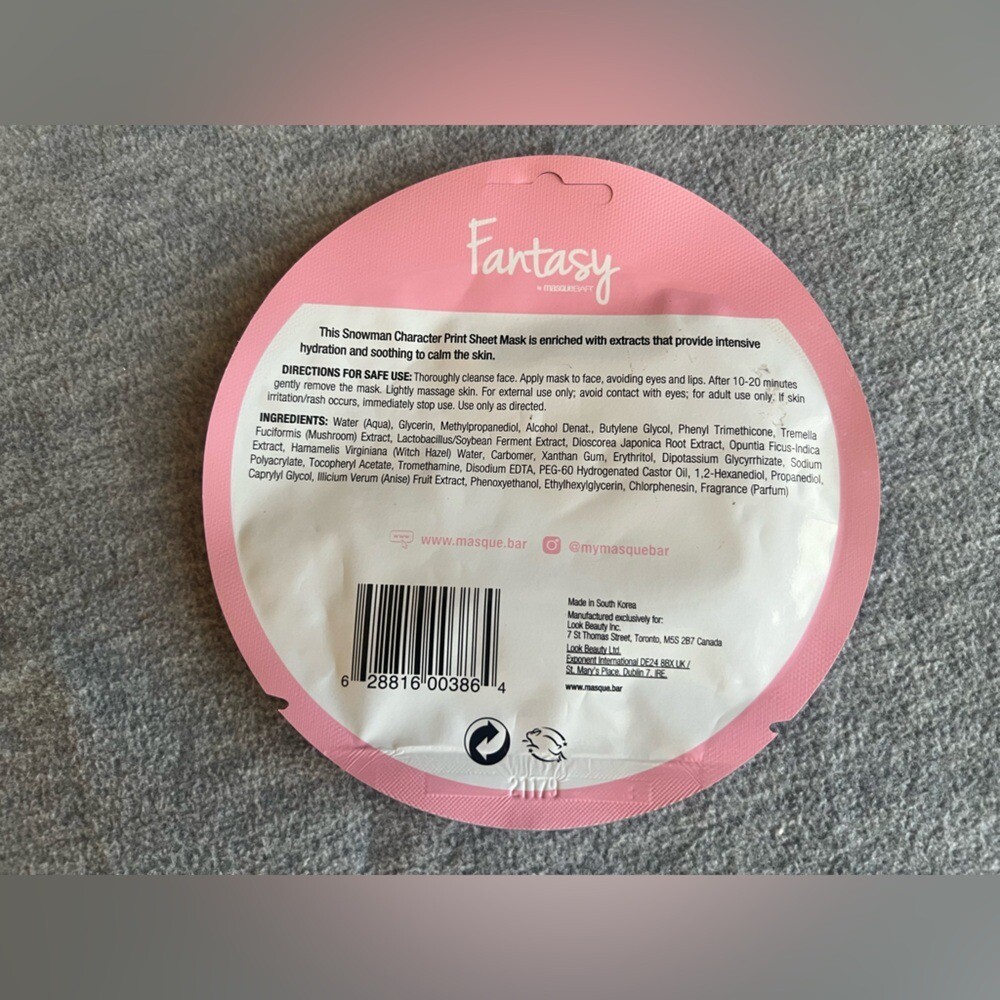 Fantasy
by masqueBAR
This Snowman Character Print Sheet Mask is enriched with extracts that provide intensive
hydration and soothing to calm the skin.
DIRECTIONS FOR SAFE USE: Thoroughly cleanse face. Apply mask to face, avoiding eyes and lips. After 10-20 minutes
gently remove the mask. Lightly massage skin. For external use only; avoid contact with eyes; for adult use only. If skin
irritation/rash occurs, immediately stop use. Use only as directed.
INGREDIENTS: Water (Aqua), Glycerin, Methylpropanediol, Alcohol Denat., Butylene Glycol, Phenyl Trimethicone, Tremella
Fuciformis (Mushroom) Extract, Lactobacillus/Soybean Ferment Extract, Dioscorea Japonica Root Extract, Opuntia Ficus-Indica
Extract, Hamamelis Virginiana (Witch Hazel) Water, Carbomer, Xanthan Gum, Erythritol, Dipotassium Glycyrrhizate, Sodium
Polyacrylate, Tocopheryl Acetate, Tromethamine, Disodium EDTA, PEG-60 Hydrogenated Castor Oil, 1,2-Hexanediol, Propanediol,
Caprylyl Glycol, Illicium Verum (Anise) Fruit Extract, Phenoxyethanol, Ethylhexylglycerin, Chlorphenesin, Fragrance (Parfum)
www www.masque.bar @mymasquebar
6 28816 00386 4
Made in South Korea
Manufactured exclusively for:
Look Beauty Inc.
7 St Thomas Street, Toronto, M5S 2B7 Canada
Look Beauty Ltd.
Exponent International DE24 8BX UK /
St. Mary's Place, Dublin 7, IRE.
www.masque.bar
21179